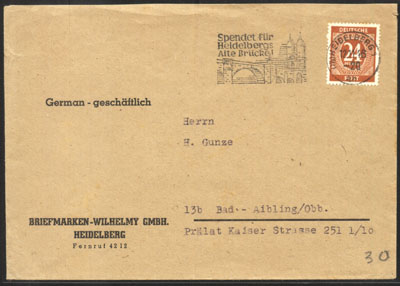 Spendet für
Heidelbergs
Alte Brücke!
HEIDELBERG
DEUTSCHE
24
German - geschäftlich
Herrn
H. Gunze
13b Bad-- Aibling/Obb.
Prälat Kaiser Strasse 251 1/10
BRIEFMARKEN-WILHELMY GMBH.
HEIDELBERG
Fernruf 4212
30